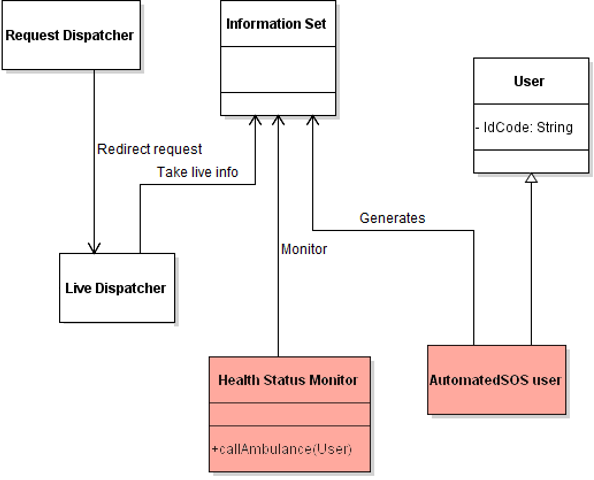 Request Dispatcher
Information Set
User
- IdCode: String
Redirect request
Take live info
Generates
Monitor
Live Dispatcher
Health Status Monitor
AutomatedSOS user
+callAmbulance(User)